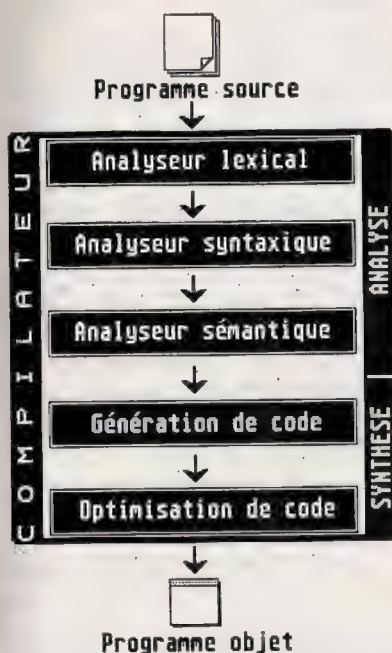 Programme source
COMPILATEUR
Analyseur lexical
Analyseur syntaxique
Analyseur sémantique
Génération de code
Optimisation de code
ANALYSE
SYNTHESE
Programme objet